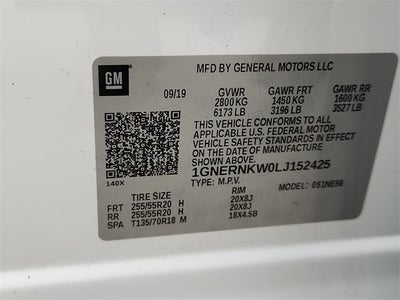 MFD BY GENERAL MOTORS LLC
GM
09/19
GVWR GAWR FRT GAWR RR
2800 KG 1450 KG 1600 KG
6173 LB 3196 LB 3527 LB
THIS VEHICLE CONFORMS TO ALL APPLICABLE
U.S. FEDERAL MOTOR VEHICLE SAFETY
STANDARDS IN EFFECT ON THE DATE OF
MANUFACTURE SHOWN ABOVE.
1GNERNKW0LJ152425
140X
TYPE: M.P.V. MODEL: 0S1NE56
TIRE SIZE RIM
FRT 255/55R20 H 20X8J
RR 255/55R20 H 20X8J
SPA T135/70R18 M 18X4.5B